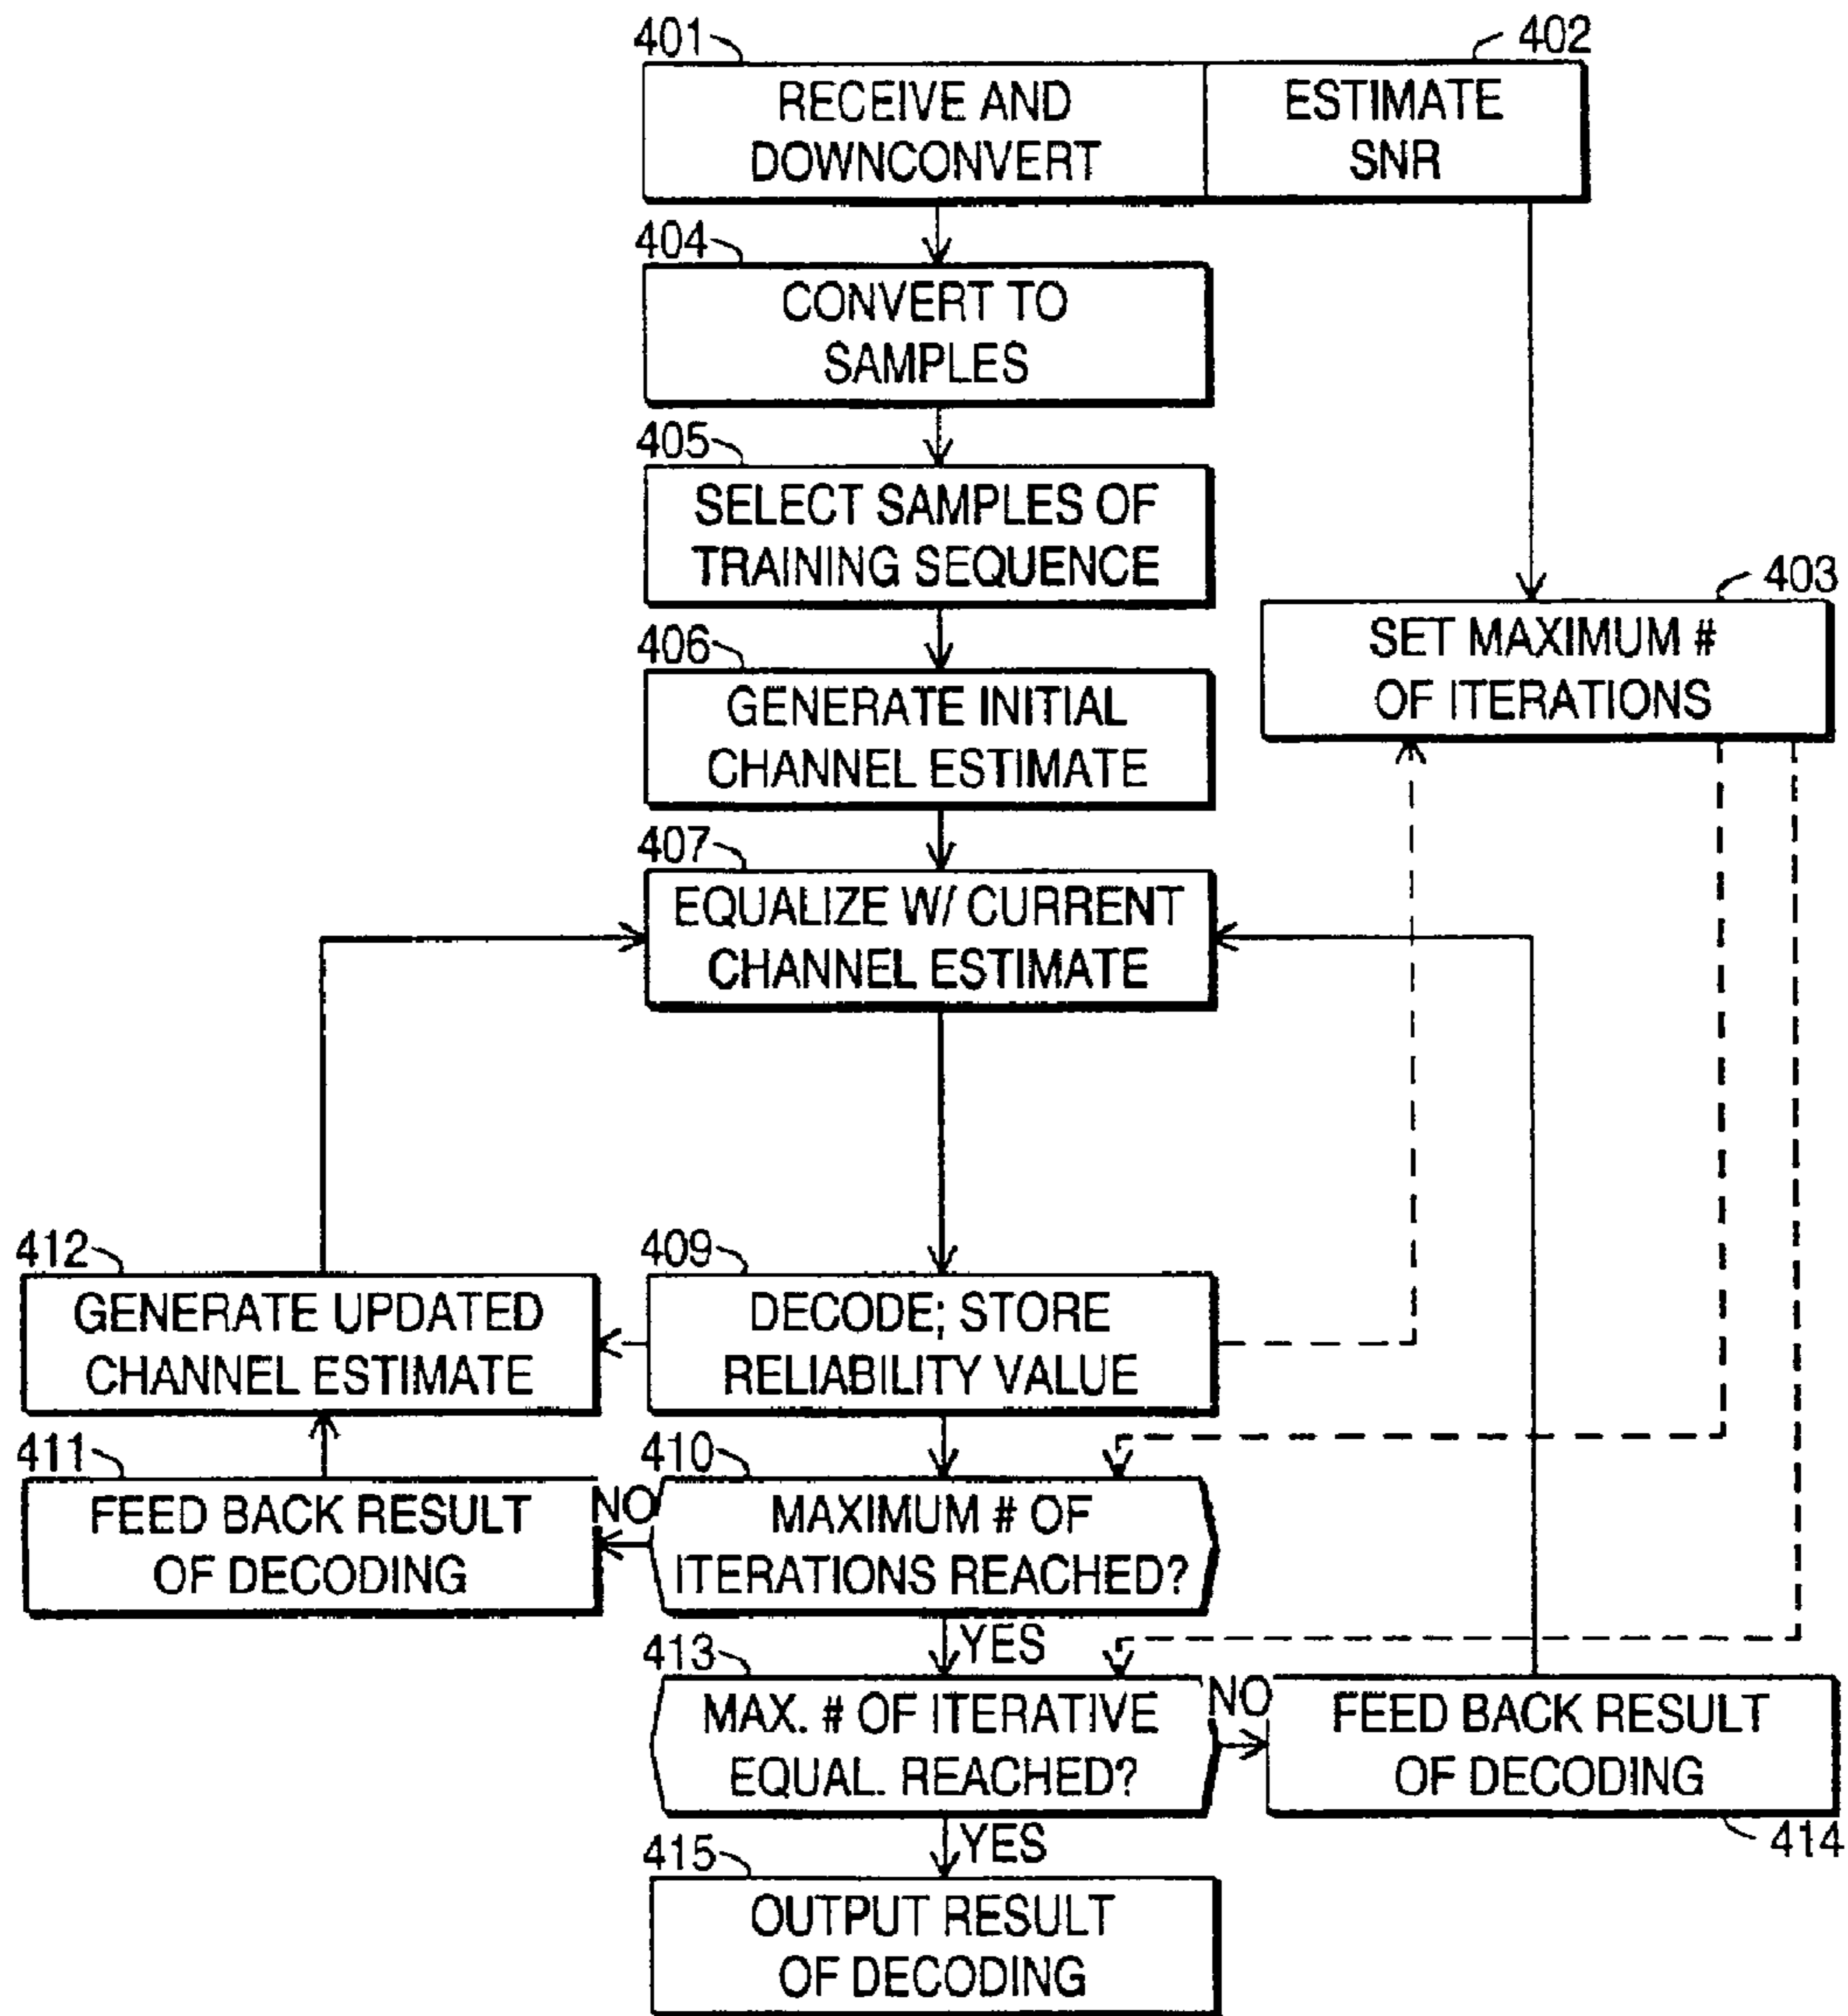 401
402
RECEIVE AND
DOWNCONVERT
ESTIMATE
SNR
404
CONVERT TO
SAMPLES
405
SELECT SAMPLES OF
TRAINING SEQUENCE
403
SET MAXIMUM #
OF ITERATIONS
406
GENERATE INITIAL
CHANNEL ESTIMATE
407
EQUALIZE W/ CURRENT
CHANNEL ESTIMATE
412
GENERATE UPDATED
CHANNEL ESTIMATE
409
DECODE; STORE
RELIABILITY VALUE
411
FEED BACK RESULT
OF DECODING
NO
410
MAXIMUM # OF
ITERATIONS REACHED?
YES
413
MAX. # OF ITERATIVE
EQUAL. REACHED?
NO
FEED BACK RESULT
OF DECODING
414
YES
415
OUTPUT RESULT
OF DECODING